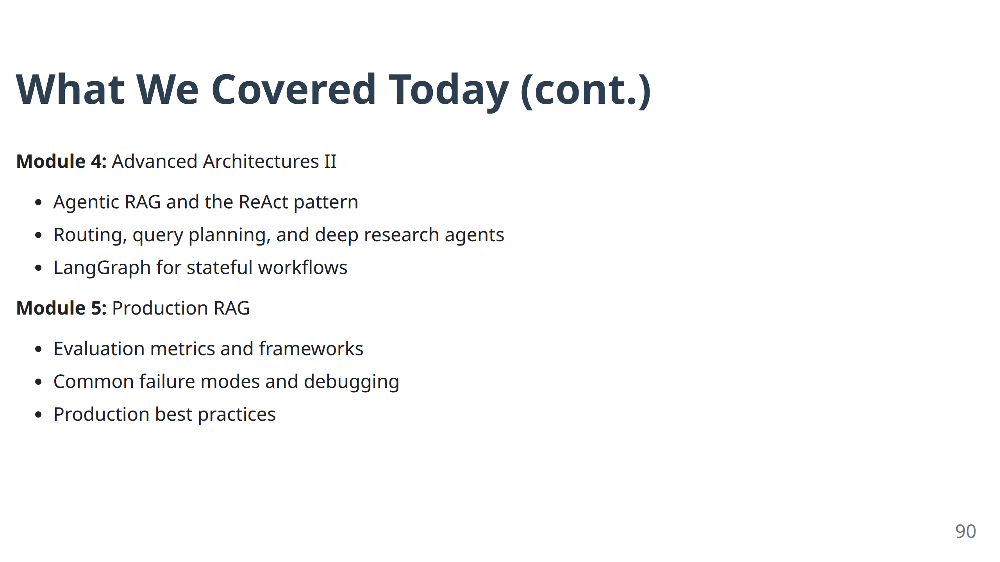 What We Covered Today (cont.)
Module 4: Advanced Architectures II
• Agentic RAG and the ReAct pattern
• Routing, query planning, and deep research agents
• LangGraph for stateful workflows
Module 5: Production RAG
• Evaluation metrics and frameworks
• Common failure modes and debugging
• Production best practices
90